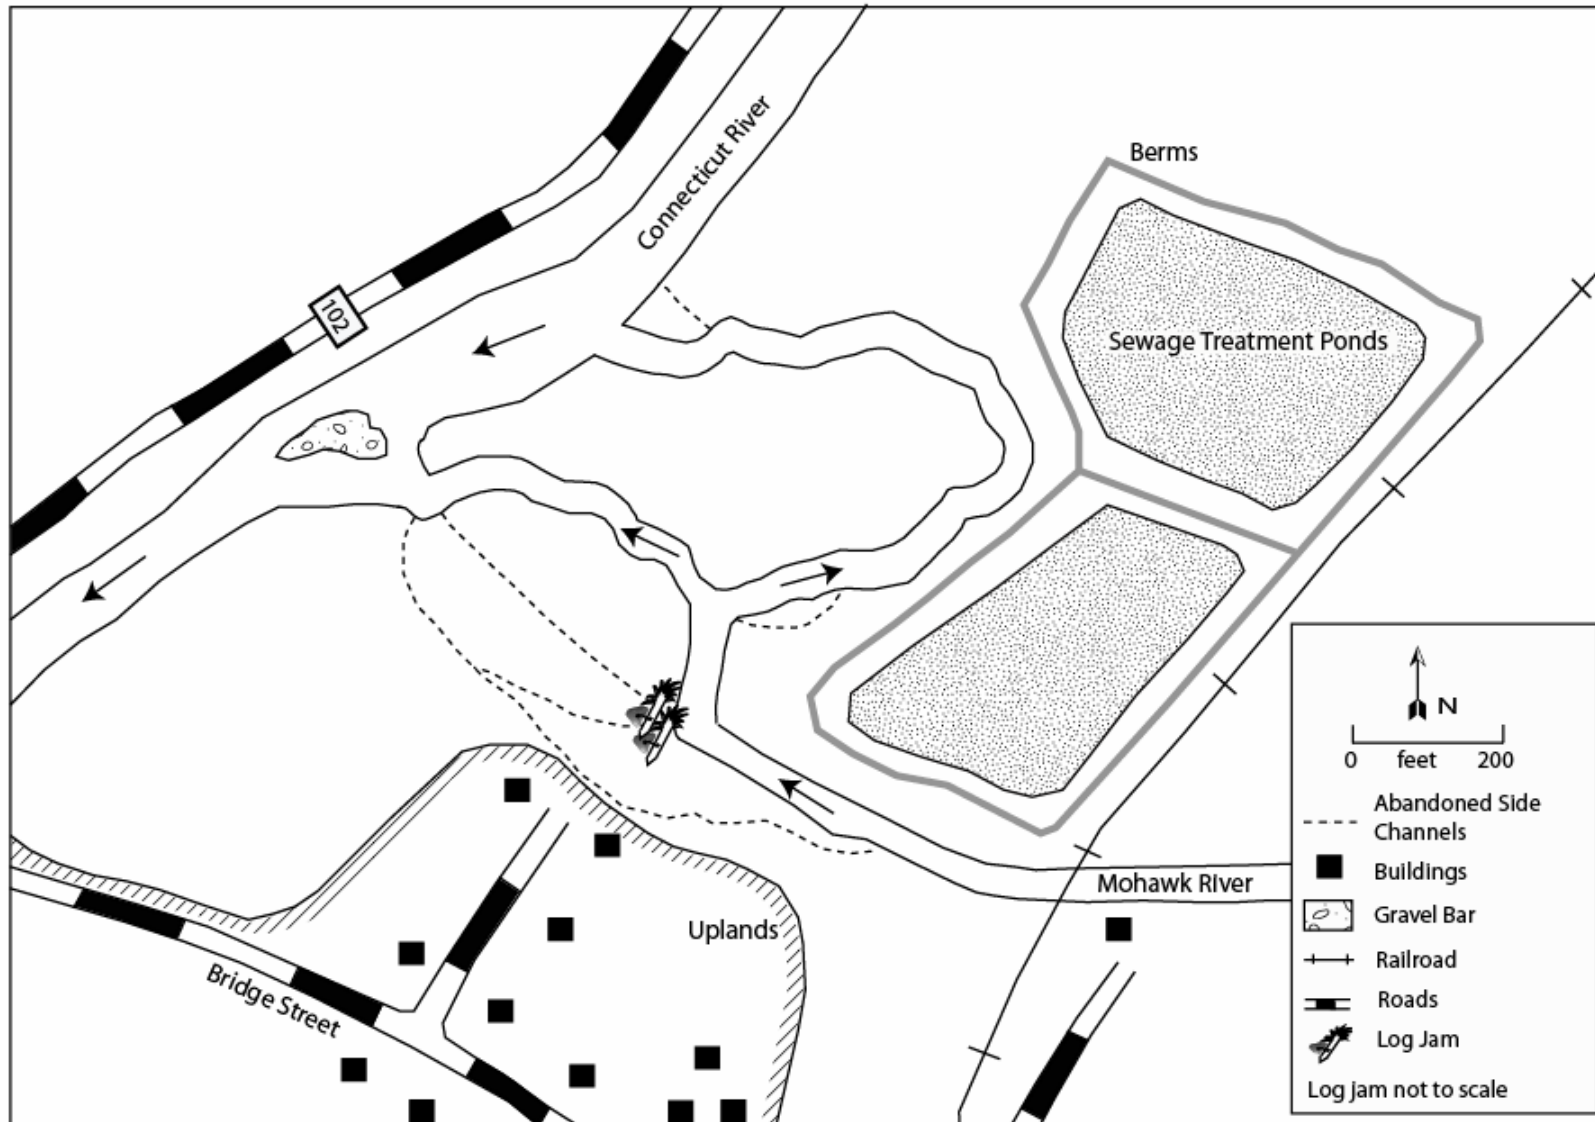 Connecticut River
Berms
102
Sewage Treatment Ponds
Mohawk River
Uplands
Bridge Street
N
0 feet 200
Abandoned Side
Channels
Buildings
Gravel Bar
Railroad
Roads
Log Jam
Log jam not to scale